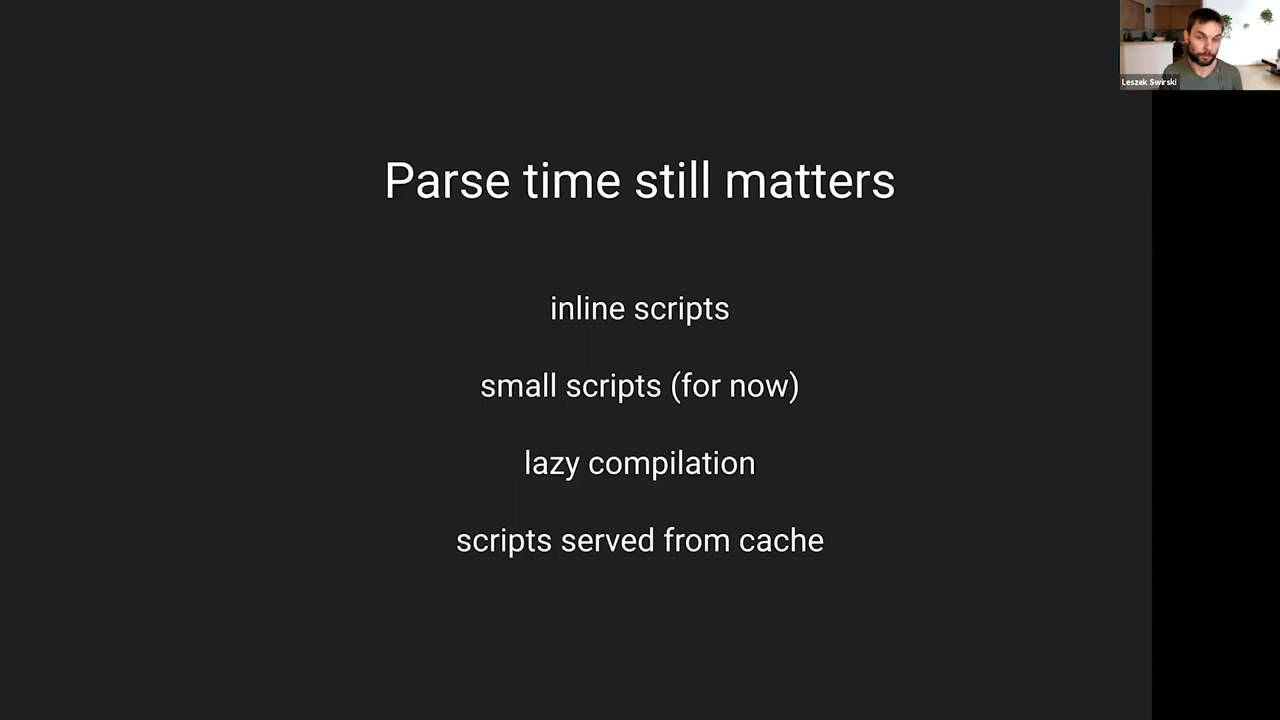 Leszek Swirski
Parse time still matters
inline scripts
small scripts (for now)
lazy compilation
scripts served from cache